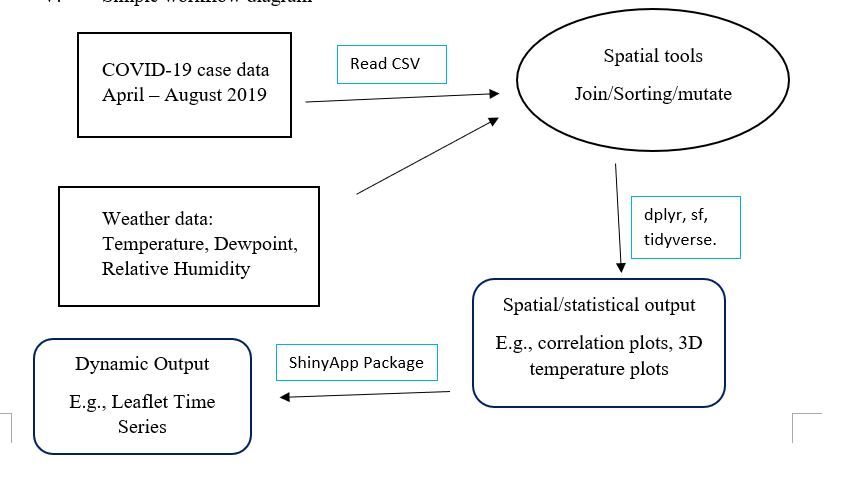 Simple workflow diagram
COVID-19 case data
April – August 2019
Read CSV
Spatial tools
Join/Sorting/mutate
Weather data:
Temperature, Dewpoint,
Relative Humidity
dplyr, sf,
tidyverse.
Spatial/statistical output
E.g., correlation plots, 3D
temperature plots
ShinyApp Package
Dynamic Output
E.g., Leaflet Time
Series